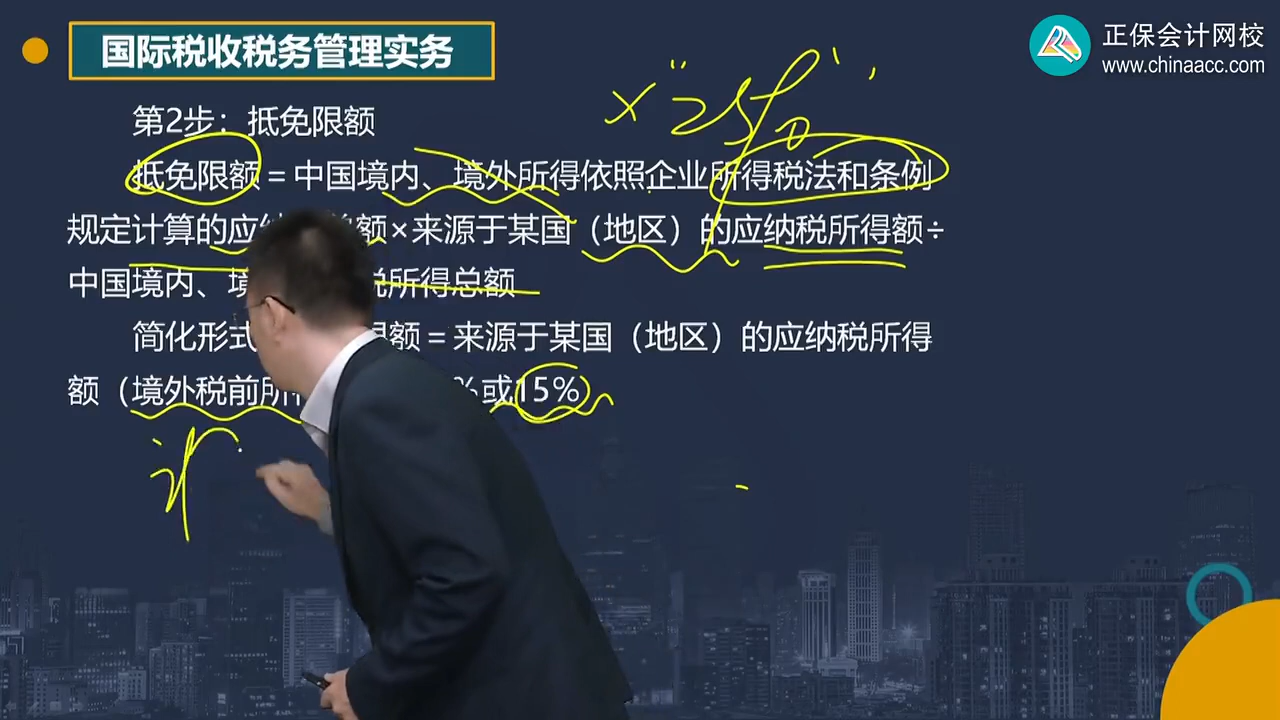 国际税收税务管理实务
正保会计网校
www.chinaacc.com
第2步：抵免限额
×25%
抵免限额＝中国境内、境外所得依照企业所得税法和条例
规定计算的应纳 总额×来源于某国（地区）的应纳税所得额÷
中国境内、境 税所得总额
简化形式 限额＝来源于某国（地区）的应纳税所得
额（境外税前所 %或15%